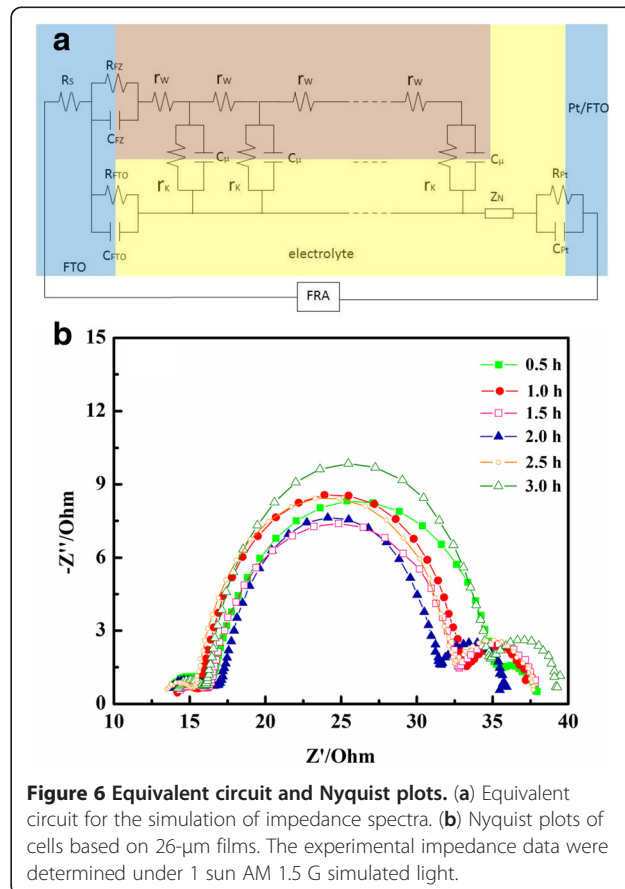 a
RFZ
rW
rW
rW
rW
RS
Pt/FTO
CFZ
Cμ
Cμ
Cμ
RFTO
rK
rK
rK
ZN
RPt
CFTO
CPt
FTO
electrolyte
FRA
b
15
12
9
6
3
0
-Z''/Ohm
0.5 h
1.0 h
1.5 h
2.0 h
2.5 h
3.0 h
10 15 20 25 30 35 40
Z'/Ohm
Figure 6 Equivalent circuit and Nyquist plots. (a) Equivalent
circuit for the simulation of impedance spectra. (b) Nyquist plots of
cells based on 26-μm films. The experimental impedance data were
determined under 1 sun AM 1.5 G simulated light.